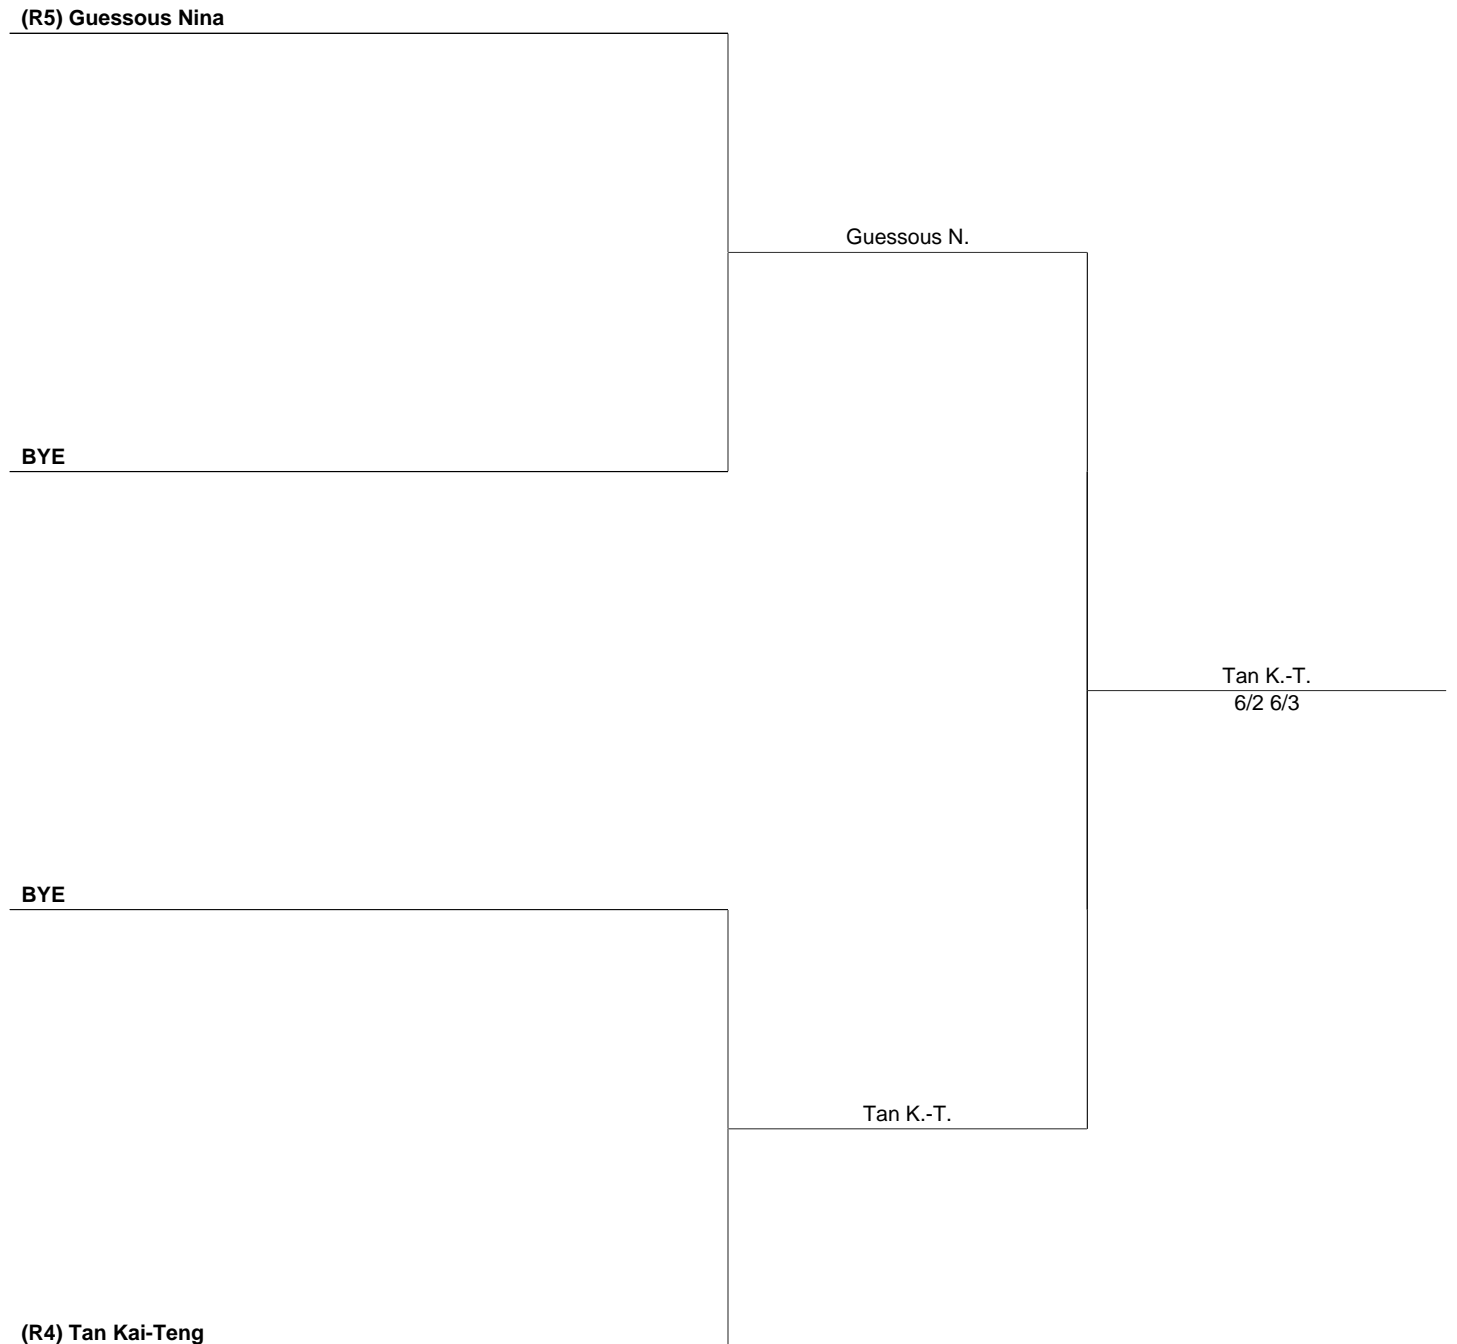 (R5) Guessous Nina
Guessous N.
BYE
Tan K.-T.
6/2 6/3
BYE
Tan K.-T.
(R4) Tan Kai-Teng